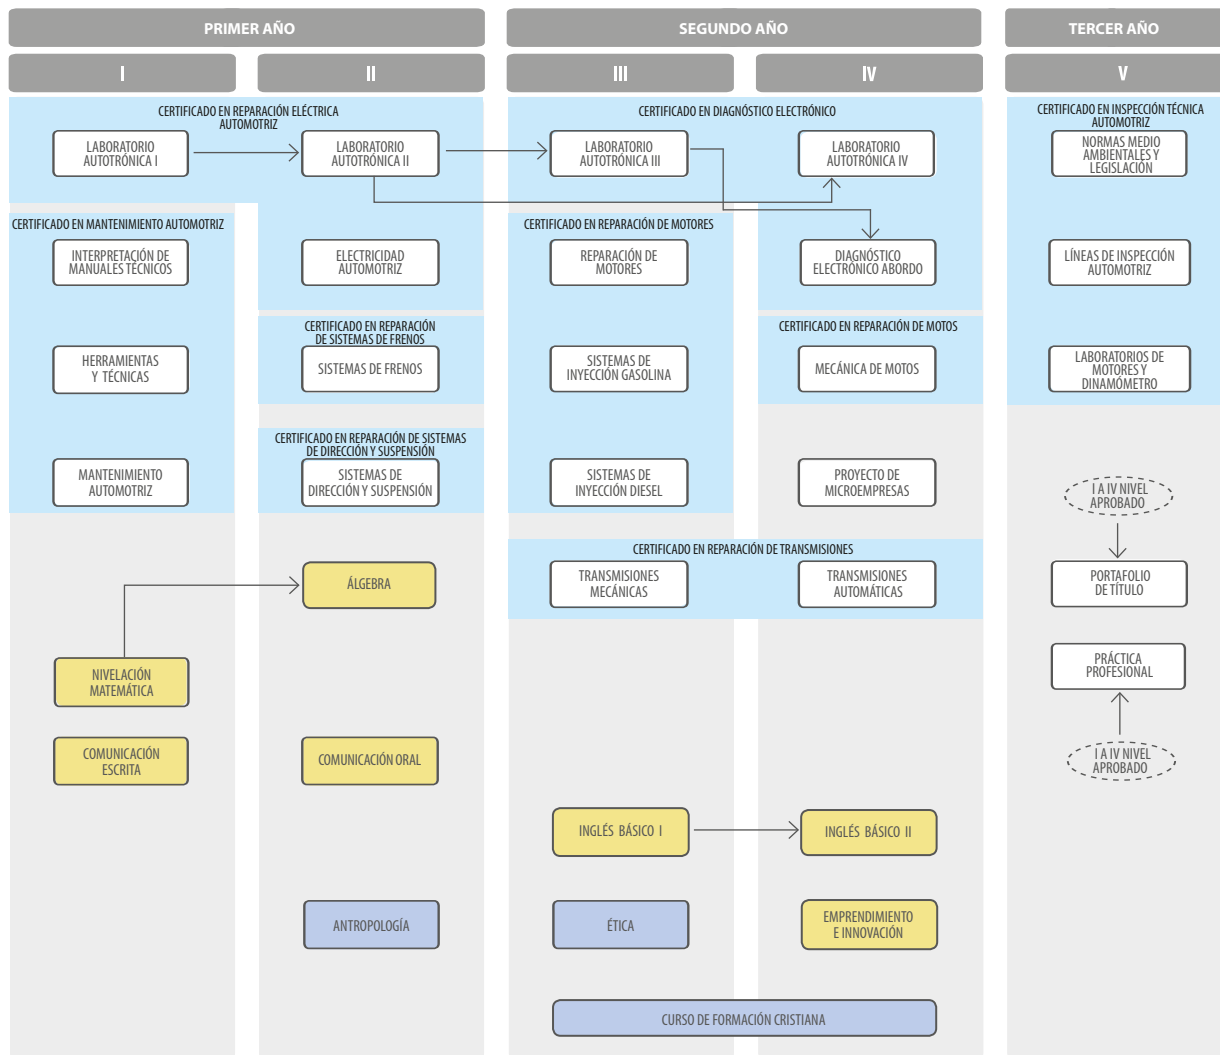 PRIMER AÑO
SEGUNDO AÑO
TERCER AÑO
I
II
III
IV
V
CERTIFICADO EN REPARACIÓN ELÉCTRICA
AUTOMOTRIZ
CERTIFICADO EN DIAGNÓSTICO ELECTRÓNICO
CERTIFICADO EN INSPECCIÓN TÉCNICA
AUTOMOTRIZ
LABORATORIO
AUTOTRÓNICA I
LABORATORIO
AUTOTRÓNICA II
LABORATORIO
AUTOTRÓNICA III
LABORATORIO
AUTOTRÓNICA IV
NORMAS MEDIO
AMBIENTALES Y
LEGISLACIÓN
CERTIFICADO EN MANTENIMIENTO AUTOMOTRIZ
CERTIFICADO EN REPARACIÓN DE MOTORES
INTERPRETACIÓN DE
MANUALES TÉCNICOS
ELECTRICIDAD
AUTOMOTRIZ
REPARACIÓN DE
MOTORES
DIAGNÓSTICO
ELECTRÓNICO ABORDO
LÍNEAS DE INSPECCIÓN
AUTOMOTRIZ
CERTIFICADO EN REPARACIÓN
DE SISTEMAS DE FRENOS
CERTIFICADO EN REPARACIÓN DE MOTOS
HERRAMIENTAS
Y TÉCNICAS
SISTEMAS DE FRENOS
SISTEMAS DE
INYECCIÓN GASOLINA
MECÁNICA DE MOTOS
LABORATORIOS DE
MOTORES Y
DINAMÓMETRO
CERTIFICADO EN REPARACIÓN DE SISTEMAS
DE DIRECCIÓN Y SUSPENSIÓN
MANTENIMIENTO
AUTOMOTRIZ
SISTEMAS DE
DIRECCIÓN Y SUSPENSIÓN
SISTEMAS DE
INYECCIÓN DIESEL
PROYECTO DE
MICROEMPRESAS
I A IV NIVEL
APROBADO
CERTIFICADO EN REPARACIÓN DE TRANSMISIONES
ÁLGEBRA
TRANSMISIONES
MECÁNICAS
TRANSMISIONES
AUTOMÁTICAS
PORTAFOLIO
DE TÍTULO
NIVELACIÓN
MATEMÁTICA
PRÁCTICA
PROFESIONAL
COMUNICACIÓN
ESCRITA
COMUNICACIÓN ORAL
I A IV NIVEL
APROBADO
INGLÉS BÁSICO I
INGLÉS BÁSICO II
ANTROPOLOGÍA
ÉTICA
EMPRENDIMIENTO
E INNOVACIÓN
CURSO DE FORMACIÓN CRISTIANA